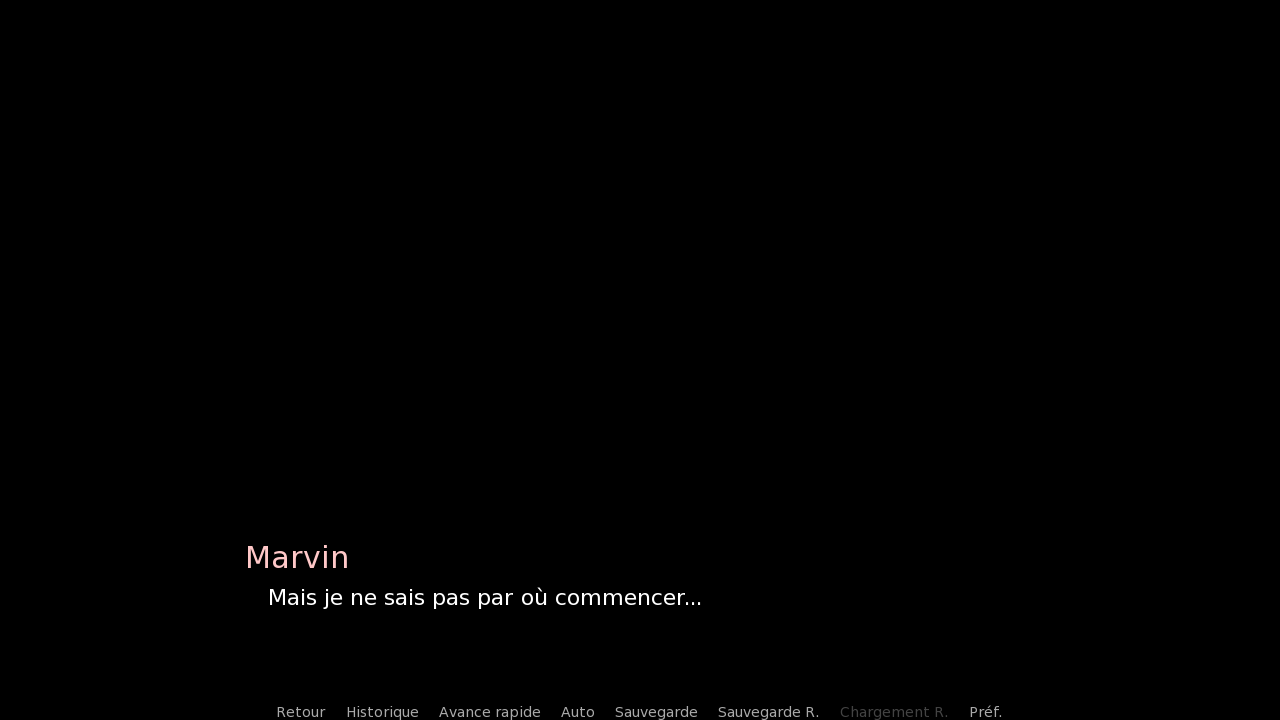 Marvin
Mais je ne sais pas par où commencer...
Retour Historique Avance rapide Auto Sauvegarde Sauvegarde R. Chargement R. Préf.